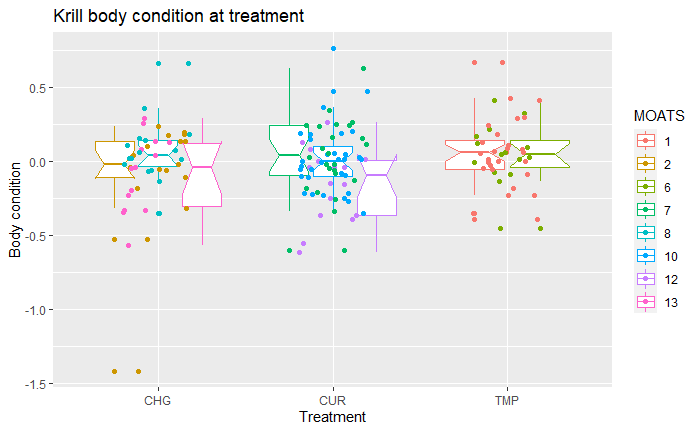 Krill body condition at treatment
Body condition
0.5
0.0
-0.5
-1.0
-1.5
CHG
CUR
TMP
Treatment
MOATS
1
2
6
7
8
10
12
13